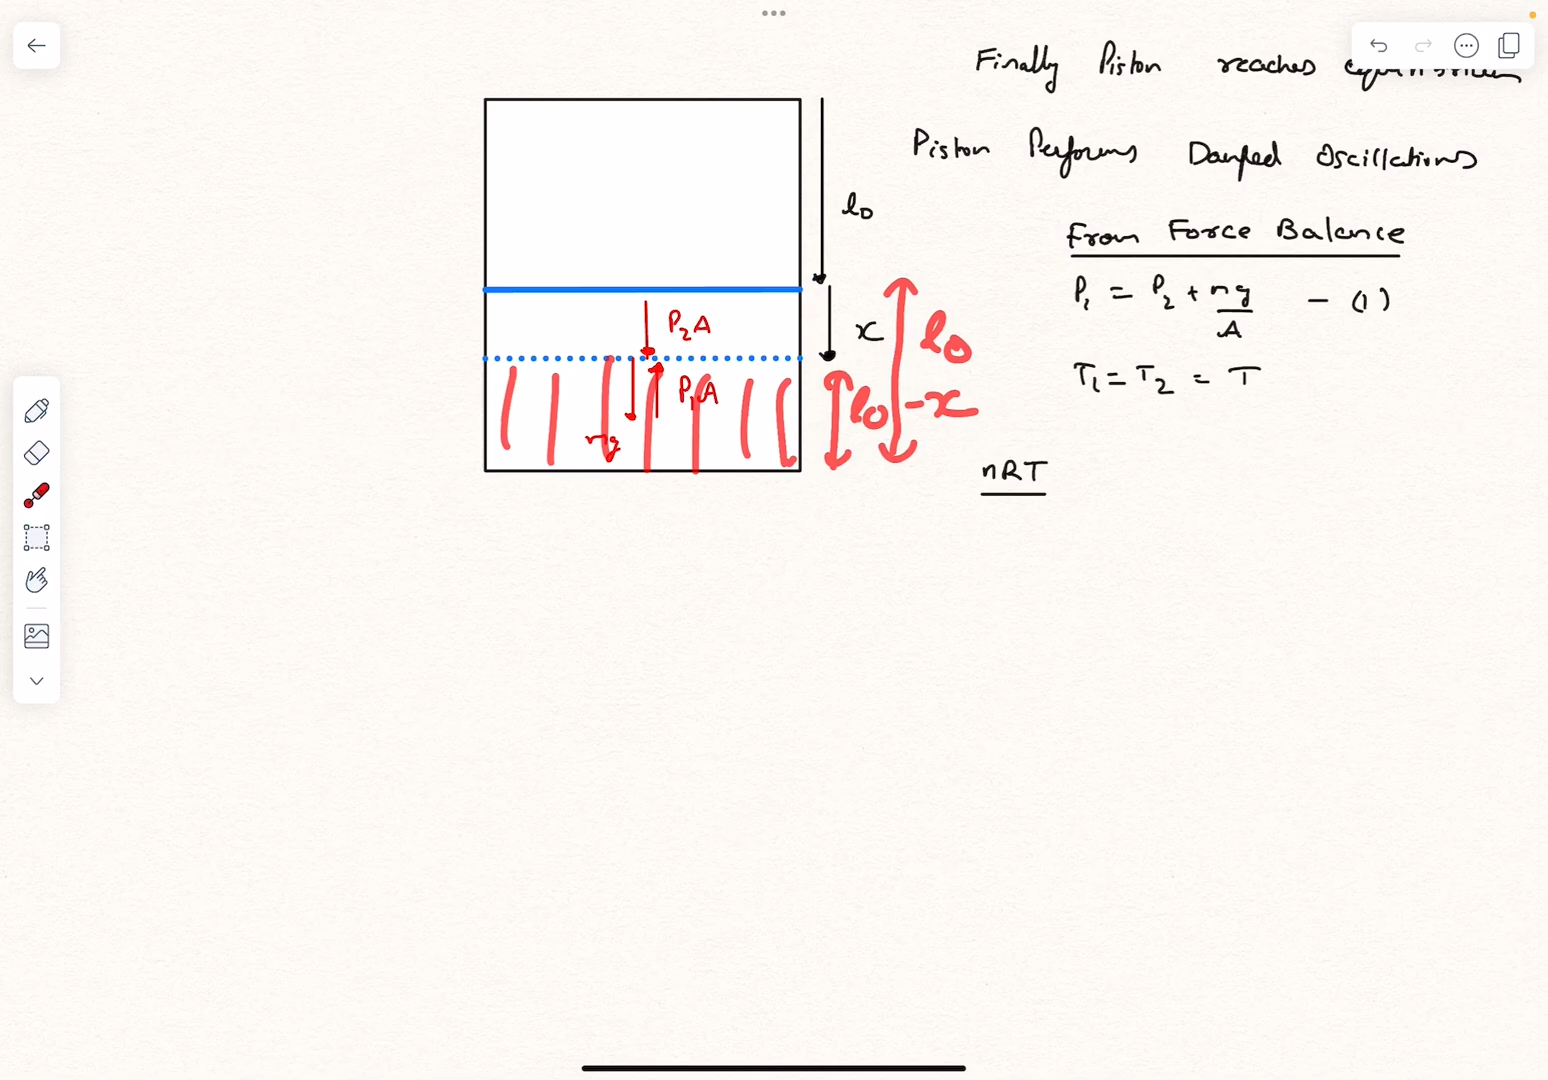 Finally Piston reaches
Piston Performs Damped Oscillations
l₀
From Force Balance
P₁ = P₂ + mg/A - (1)
P₂A
x
l₀
T₁ = T₂ = T
P₁A
l₀ - x
mg
nRT